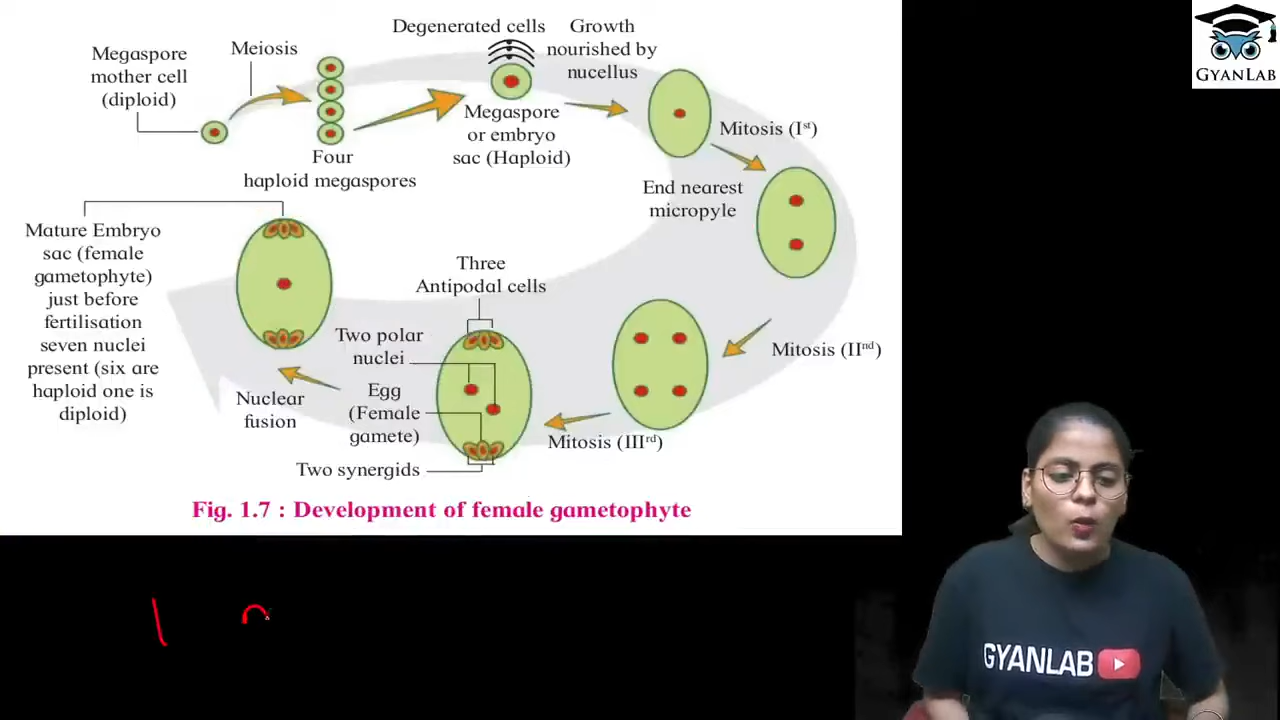 Degenerated cells
Growth
nourished by
nucellus
Megaspore
mother cell
(diploid)
Meiosis
GYANLAB
Megaspore
or embryo
sac (Haploid)
Mitosis (Iˢᵗ)
Four
haploid megaspores
End nearest
micropyle
Mature Embryo
sac (female
gametophyte)
just before
fertilisation
seven nuclei
present (six are
haploid one is
diploid)
Three
Antipodal cells
Two polar
nuclei
Mitosis (IIⁿᵈ)
Egg
(Female
gamete)
Nuclear
fusion
Mitosis (IIIʳᵈ)
Two synergids
Fig. 1.7 : Development of female gametophyte
GYANLAB